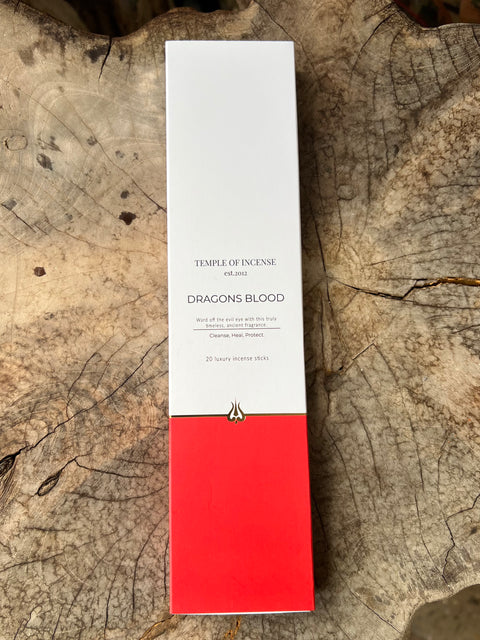 TEMPLE OF INCENSE
est.2012
DRAGONS BLOOD
Ward off the evil eye with this truly
timeless, ancient fragrance.
Cleanse, Heal, Protect.
20 luxury incense sticks